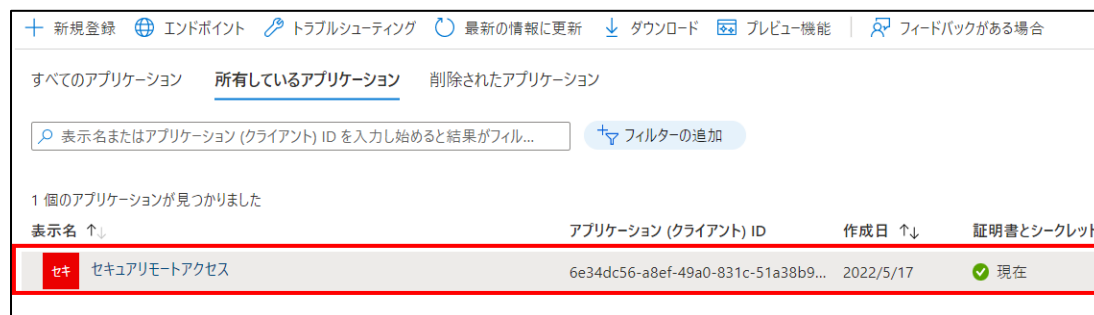 新規登録 エンドポイント トラブルシューティング 最新の情報に更新 ダウンロード プレビュー機能 フィードバックがある場合
すべてのアプリケーション 所有しているアプリケーション 削除されたアプリケーション
表示名またはアプリケーション (クライアント) ID を入力し始めると結果がフィル... フィルターの追加
1 個のアプリケーションが見つかりました
表示名 ↑↓ アプリケーション (クライアント) ID 作成日 ↑↓ 証明書とシークレット
セキ セキュアリモートアクセス 6e34dc56-a8ef-49a0-831c-51a38b9... 2022/5/17 現在